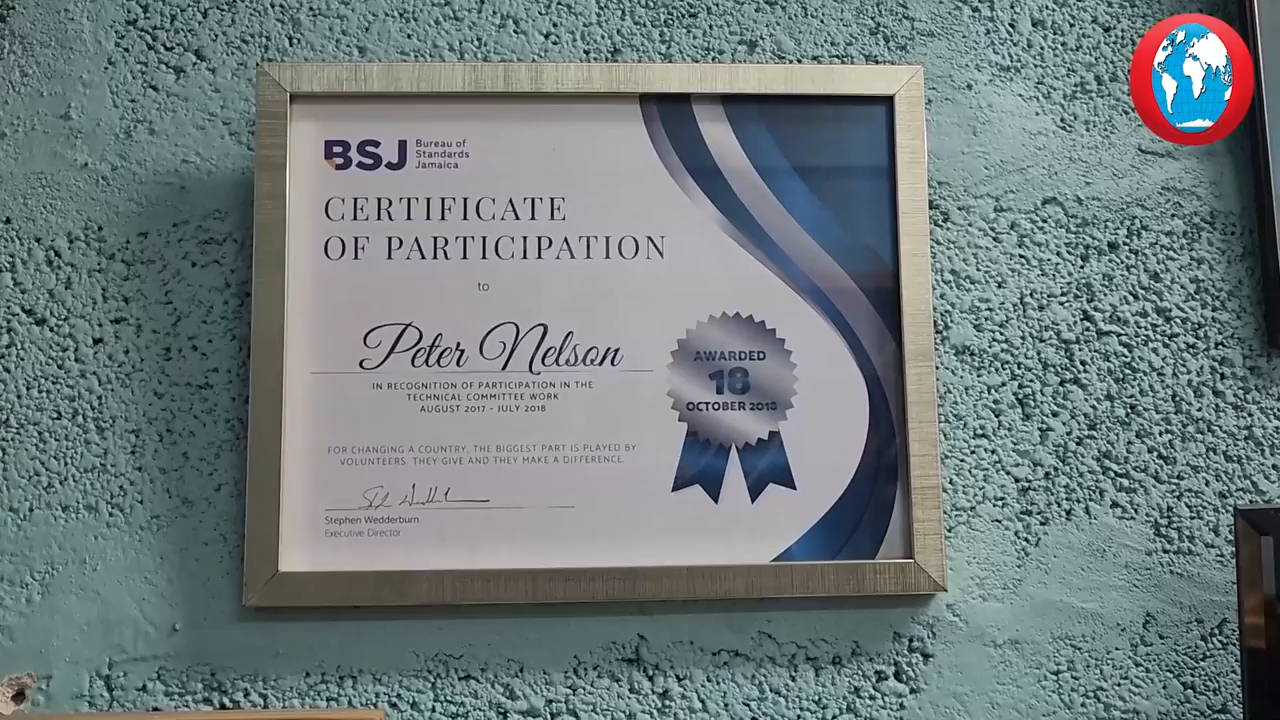 BSJ
Bureau of
Standards
Jamaica
CERTIFICATE
OF PARTICIPATION
to
Peter Nelson
IN RECOGNITION OF PARTICIPATION IN THE
TECHNICAL COMMITTEE WORK
AUGUST 2017 - JULY 2018
AWARDED
18
OCTOBER 2018
FOR CHANGING A COUNTRY, THE BIGGEST PART IS PLAYED BY
VOLUNTEERS. THEY GIVE AND THEY MAKE A DIFFERENCE.
Stephen Wedderburn
Executive Director